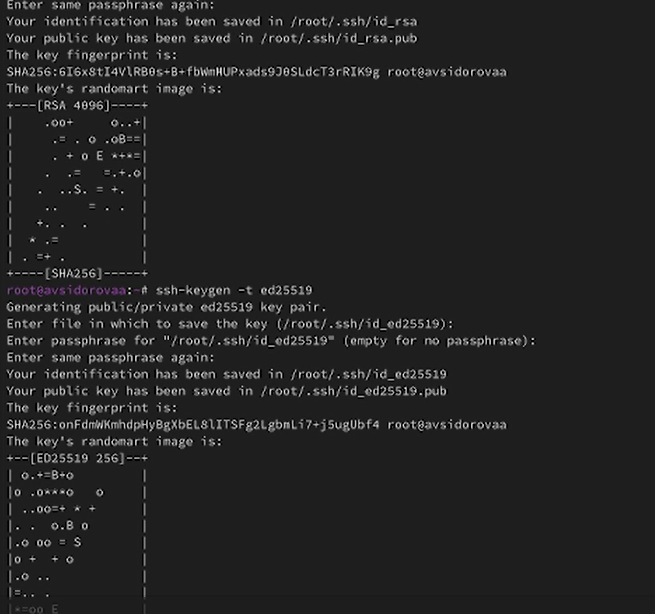 Enter same passphrase again:
Your identification has been saved in /root/.ssh/id_rsa
Your public key has been saved in /root/.ssh/id_rsa.pub
The key fingerprint is:
SHA256:6I6x8tI4VlRB0s+B+fbWmHUPxads9J0SLdcT3rRIK9g root@avsidorovaa
The key's randomart image is:
+---[RSA 4096]----+
|    .oo+     o..+|
|     .= . o .oB==|
|     . + o E *+*=|
|    .  .=   =.+.o|
|   .  ..S. = +.  |
|    ..    = . .  |
|   +. .  .       |
|  * .=           |
| . =+ .          |
+----[SHA256]-----+
root@avsidorovaa:~# ssh-keygen -t ed25519
Generating public/private ed25519 key pair.
Enter file in which to save the key (/root/.ssh/id_ed25519):
Enter passphrase for "/root/.ssh/id_ed25519" (empty for no passphrase):
Enter same passphrase again:
Your identification has been saved in /root/.ssh/id_ed25519
Your public key has been saved in /root/.ssh/id_ed25519.pub
The key fingerprint is:
SHA256:onFdmWKmhdpHyBgXbEL8lITSFg2LgbmLi7+j5ugUbf4 root@avsidorovaa
The key's randomart image is:
+--[ED25519 256]--+
| o.+=B+o         |
|o .o***o   o     |
| ..oo=+ * +      |
|. .  o.B o       |
|.o oo = S        |
|o +  + o         |
|.o ..            |
|=.. .            |
|*=oo E